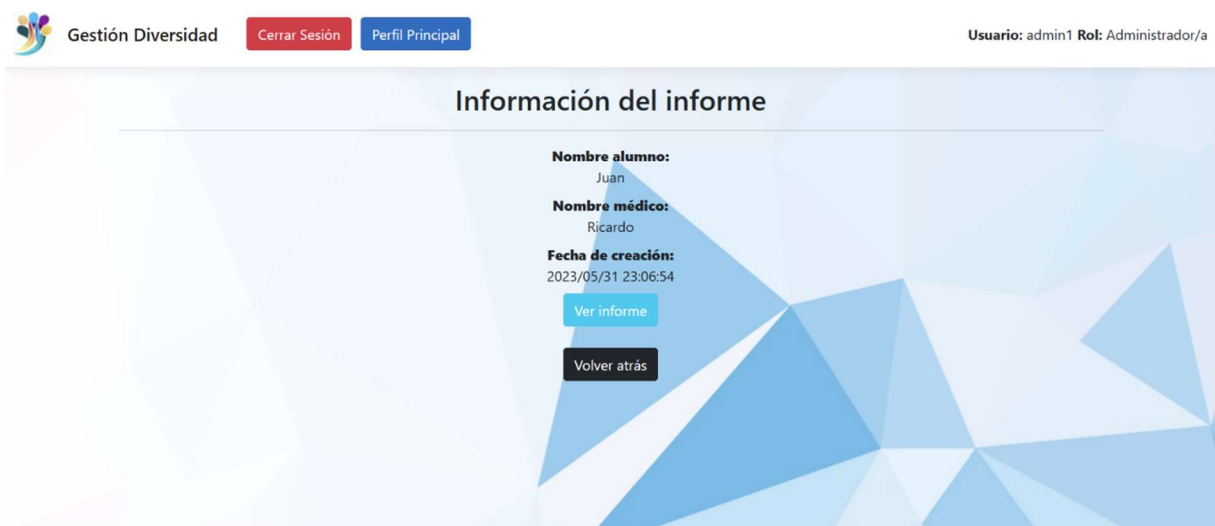 Gestión Diversidad
Cerrar Sesión
Perfil Principal
Usuario: admin1 Rol: Administrador/a
Información del informe
Nombre alumno:
Juan
Nombre médico:
Ricardo
Fecha de creación:
2023/05/31 23:06:54
Ver informe
Volver atrás